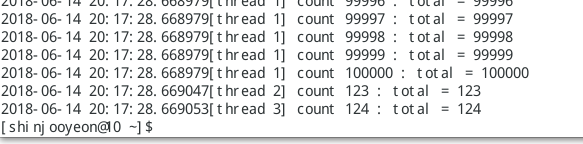 2018-06-14 20:17:28.668979[thread 1] count 99996 : total = 99996
2018-06-14 20:17:28.668979[thread 1] count 99997 : total = 99997
2018-06-14 20:17:28.668979[thread 1] count 99998 : total = 99998
2018-06-14 20:17:28.668979[thread 1] count 99999 : total = 99999
2018-06-14 20:17:28.668979[thread 1] count 100000 : total = 100000
2018-06-14 20:17:28.669047[thread 2] count 123 : total = 123
2018-06-14 20:17:28.669053[thread 3] count 124 : total = 124
[shinjooyeon@10 ~]$